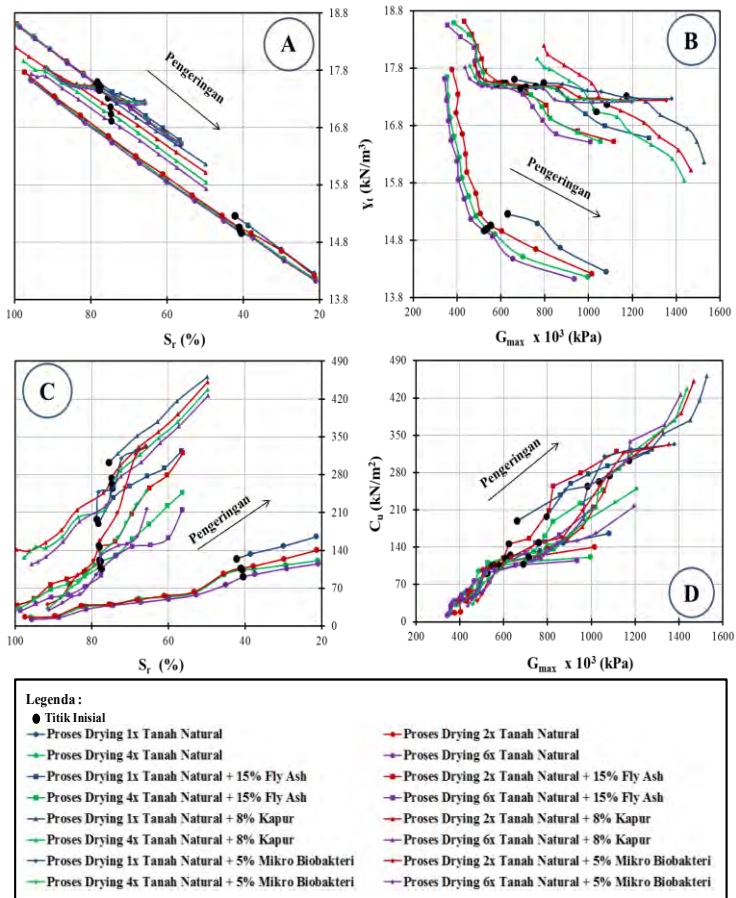 A
Pengeringan
18.8
17.8
16.8
15.8
14.8
13.8
100
80
60
40
20
Sr (%)
Υt (kN/m³)
B
Pengeringan
18.8
17.8
16.8
15.8
14.8
13.8
200
400
600
800
1000
1200
1400
1600
Gmax x 10³ (kPa)
C
Pengeringan
490
420
350
280
210
140
70
0
100
80
60
40
20
Sr (%)
Cu (kN/m²)
D
Pengeringan
490
420
350
280
210
140
70
0
200
400
600
800
1000
1200
1400
1600
Gmax x 10³ (kPa)
Legenda :
Titik Inisial
Proses Drying 1x Tanah Natural
Proses Drying 2x Tanah Natural
Proses Drying 4x Tanah Natural
Proses Drying 6x Tanah Natural
Proses Drying 1x Tanah Natural + 15% Fly Ash
Proses Drying 2x Tanah Natural + 15% Fly Ash
Proses Drying 4x Tanah Natural + 15% Fly Ash
Proses Drying 6x Tanah Natural + 15% Fly Ash
Proses Drying 1x Tanah Natural + 8% Kapur
Proses Drying 2x Tanah Natural + 8% Kapur
Proses Drying 4x Tanah Natural + 8% Kapur
Proses Drying 6x Tanah Natural + 8% Kapur
Proses Drying 1x Tanah Natural + 5% Mikro Biobakteri
Proses Drying 2x Tanah Natural + 5% Mikro Biobakteri
Proses Drying 4x Tanah Natural + 5% Mikro Biobakteri
Proses Drying 6x Tanah Natural + 5% Mikro Biobakteri